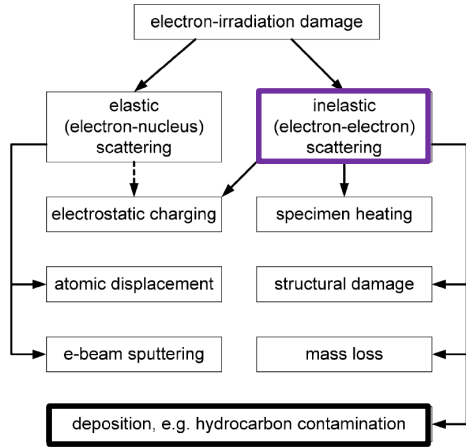 electron-irradiation damage
elastic
(electron-nucleus)
scattering
inelastic
(electron-electron)
scattering
electrostatic charging
specimen heating
atomic displacement
structural damage
e-beam sputtering
mass loss
deposition, e.g. hydrocarbon contamination